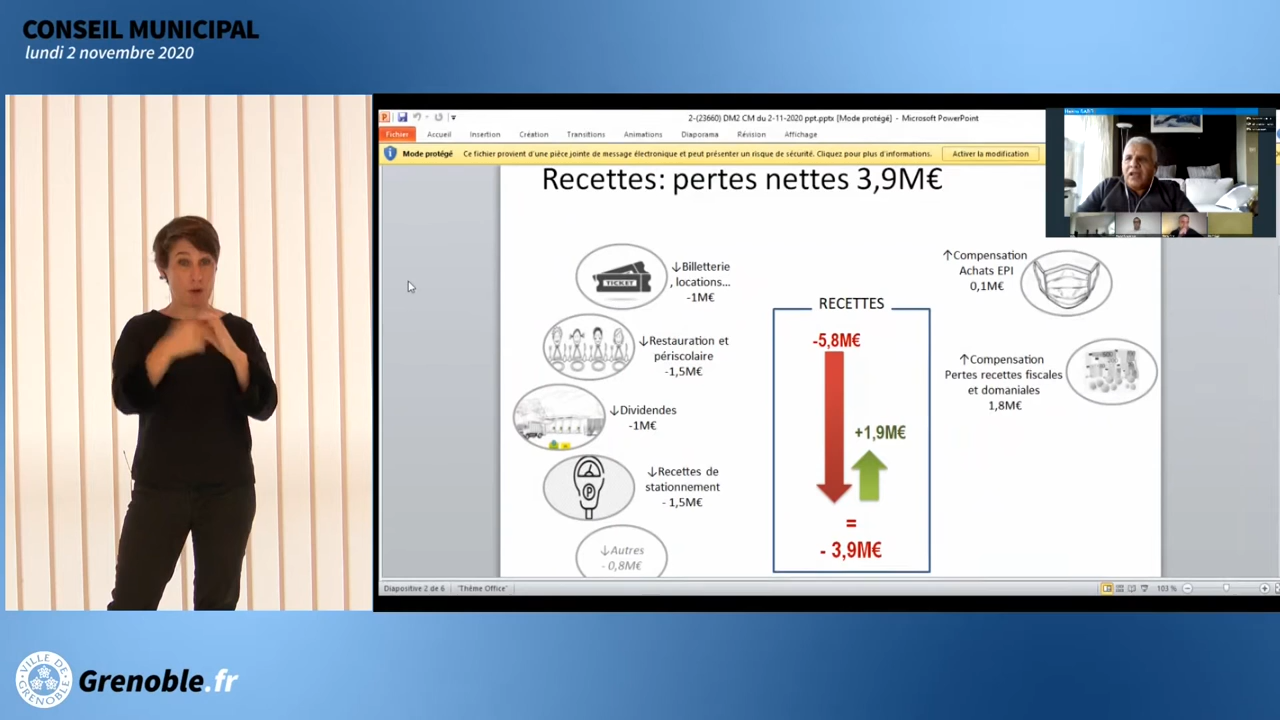 CONSEIL MUNICIPAL
lundi 2 novembre 2020
2-(23660) DM2 CM du 2-11-2020 ppt.pptx [Mode protégé] - Microsoft PowerPoint
Fichier Accueil Insertion Création Transitions Animations Diaporama Révision Affichage
Mode protégé Ce fichier provient d'une pièce jointe de message électronique et peut présenter un risque de sécurité. Cliquez pour plus d'informations. Activer la modification
Recettes: pertes nettes 3,9M€
TICKET
↓Billetterie
, locations...
-1M€
↓Restauration et
périscolaire
-1,5M€
↓Dividendes
-1M€
P
↓Recettes de
stationnement
- 1,5M€
↓Autres
- 0,8M€
RECETTES
-5,8M€
+1,9M€
=
- 3,9M€
↑Compensation
Achats EPI
0,1M€
↑Compensation
Pertes recettes fiscales
et domaniales
1,8M€
Diapositive 2 de 6 "Thème Office" 103 %
VILLE DE
GRENOBLE
Grenoble.fr